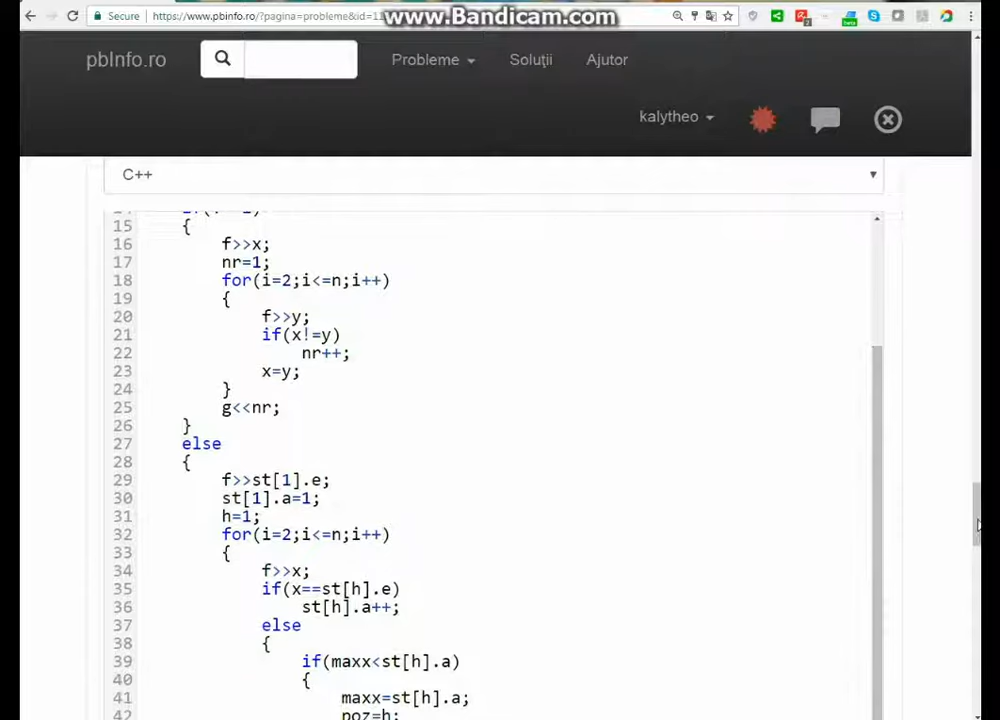 Secure https://www.pbinfo.ro/?pagina=probleme&id=1
www.Bandicam.com
beta
pbInfo.ro
Probleme
Soluții
Ajutor
kalytheo
C++
15 {
16 f>>x;
17 nr=1;
18 for(i=2;i<=n;i++)
19 {
20 f>>y;
21 if(x!=y)
22 nr++;
23 x=y;
24 }
25 g<<nr;
26 }
27 else
28 {
29 f>>st[1].e;
30 st[1].a=1;
31 h=1;
32 for(i=2;i<=n;i++)
33 {
34 f>>x;
35 if(x==st[h].e)
36 st[h].a++;
37 else
38 {
39 if(maxx<st[h].a)
40 {
41 maxx=st[h].a;
42 poz=h;